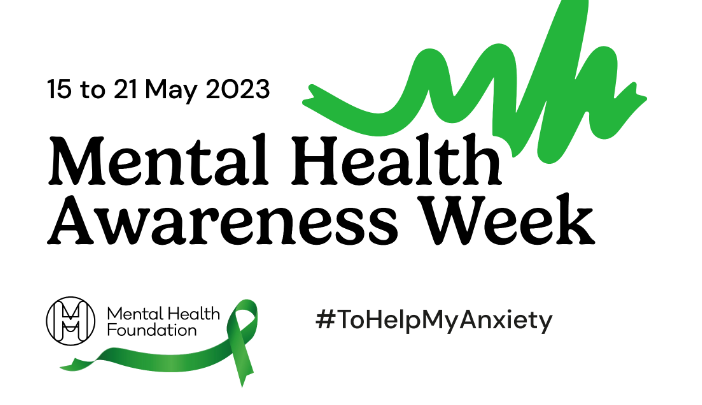 15 to 21 May 2023
Mental Health
Awareness Week
Mental Health
Foundation
#ToHelpMyAnxiety